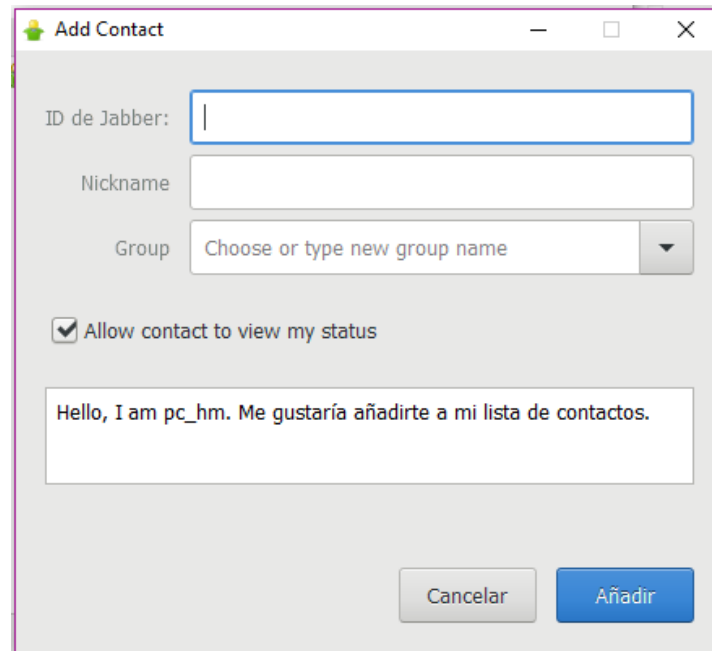 Add Contact
ID de Jabber:
Nickname
Group
Choose or type new group name
Allow contact to view my status
Hello, I am pc_hm. Me gustaría añadirte a mi lista de contactos.
Cancelar
Añadir